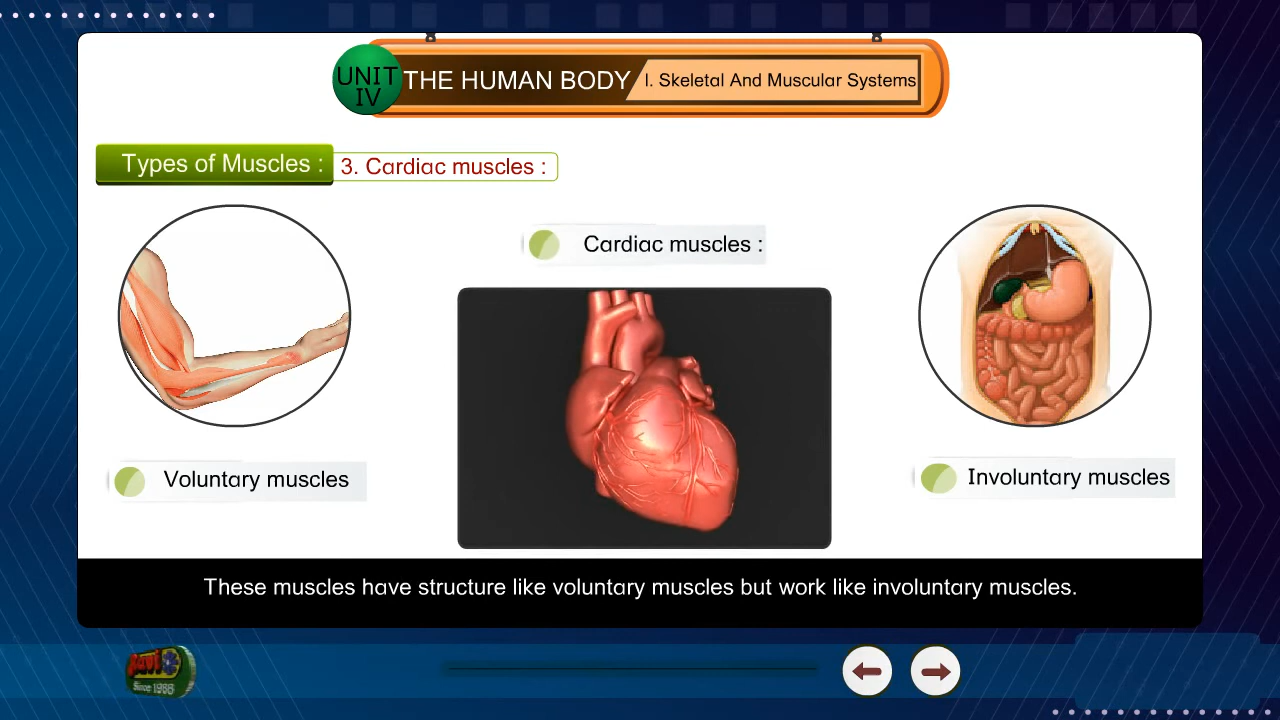 UNIT
IV
THE HUMAN BODY
I. Skeletal And Muscular Systems
Types of Muscles :
3. Cardiac muscles :
Cardiac muscles :
Voluntary muscles
Involuntary muscles
These muscles have structure like voluntary muscles but work like involuntary muscles.
Since 1986